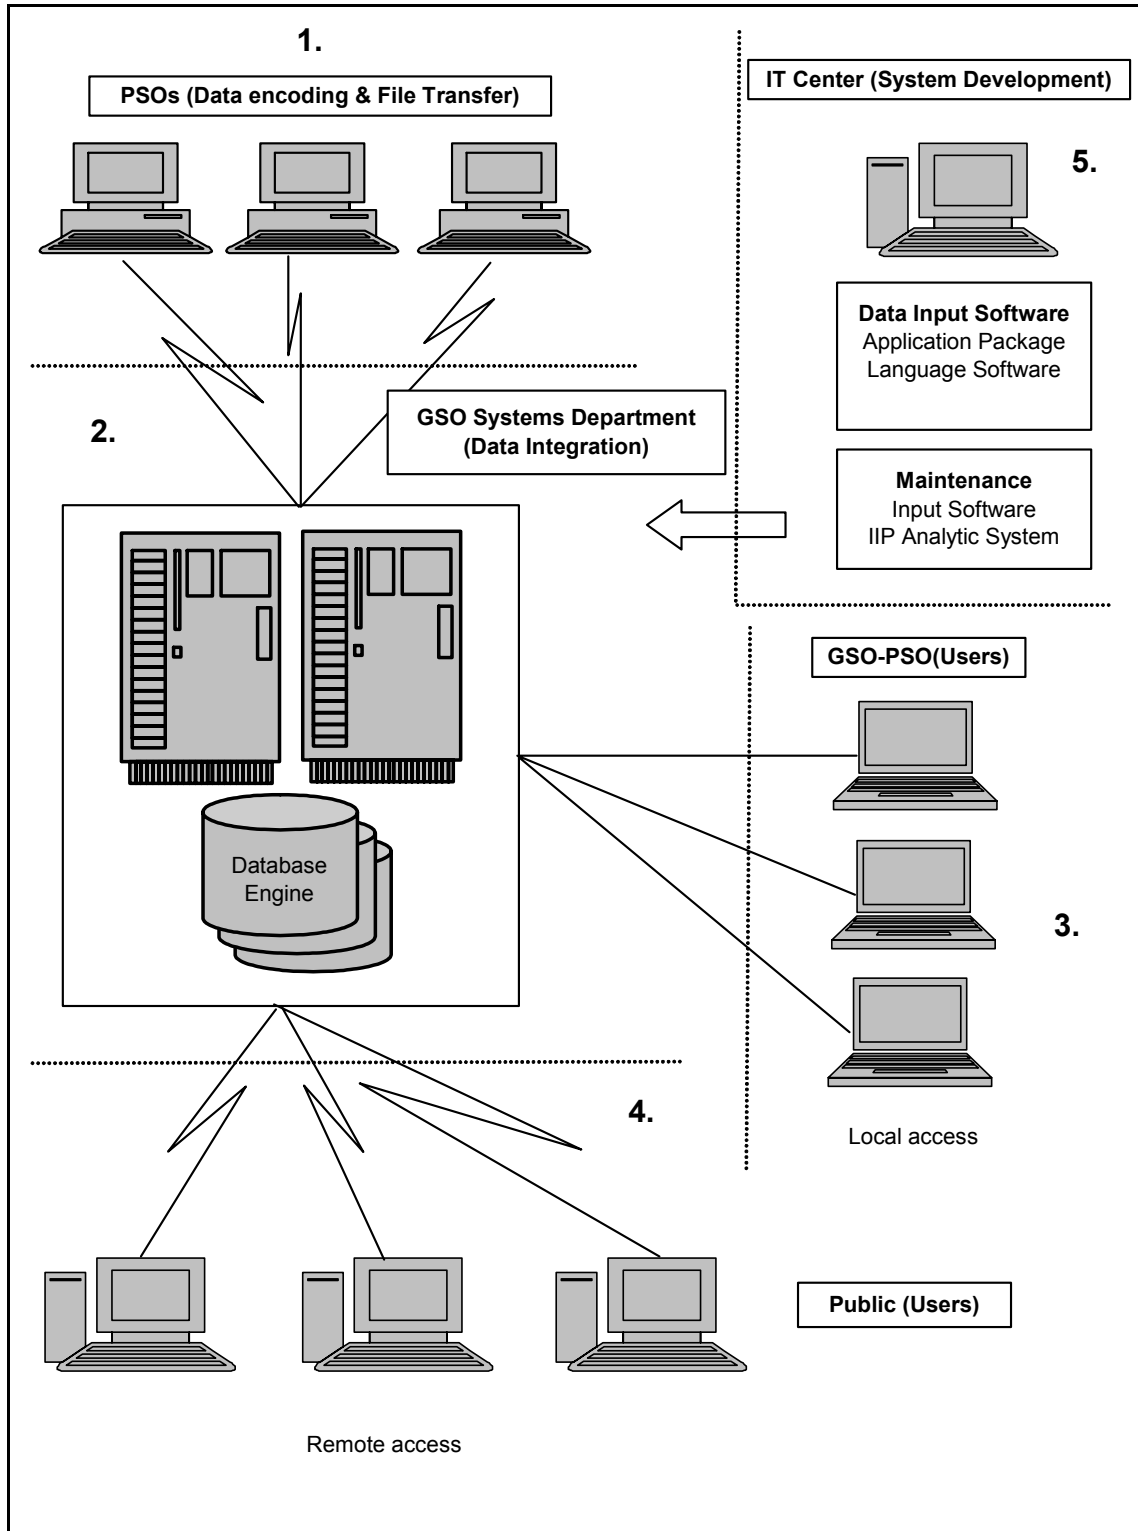 1.
PSOs (Data encoding & File Transfer)
IT Center (System Development)
5.
Data Input Software
Application Package
Language Software
2.
GSO Systems Department
(Data Integration)
Maintenance
Input Software
IIP Analytic System
GSO-PSO(Users)
Database
Engine
3.
4.
Local access
Public (Users)
Remote access